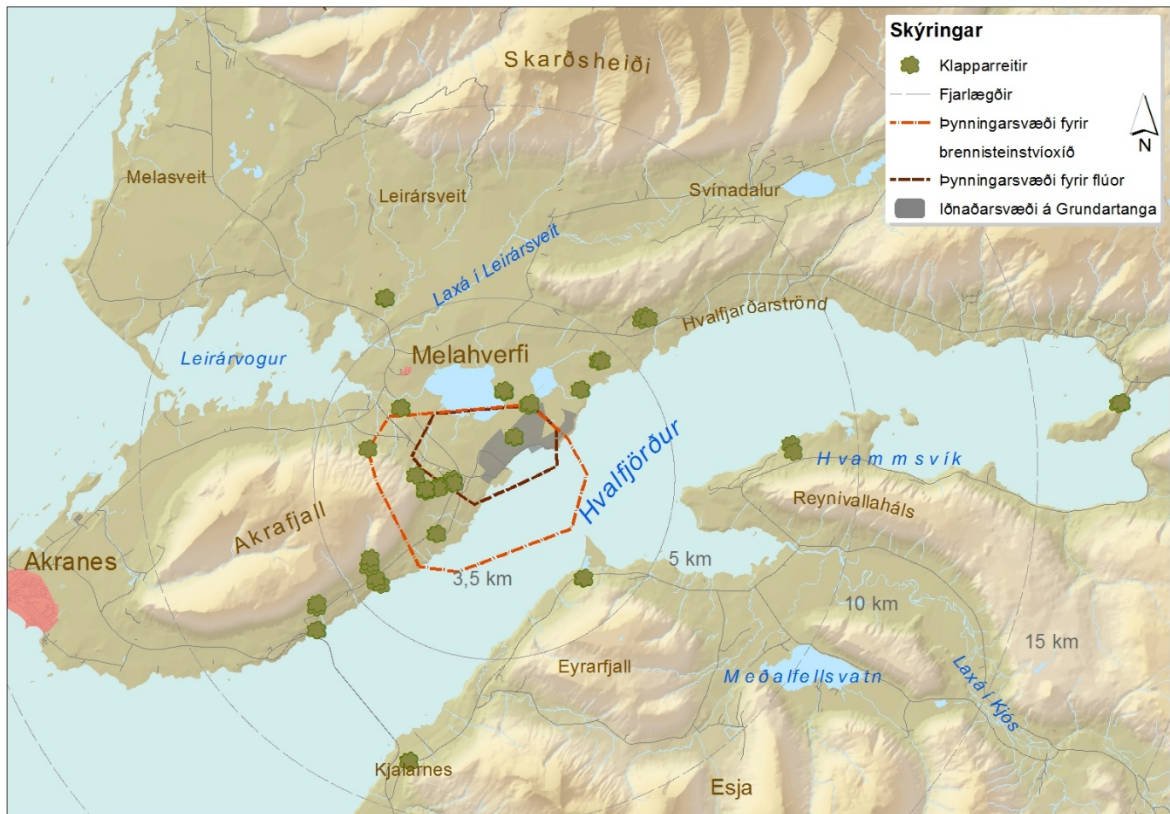 Skýringar
Klapparreitir
Fjarlægðir
Þynningarsvæði fyrir
brennisteinstvíoxíð
Þynningarsvæði fyrir flúor
Iðnaðarsvæði á Grundartanga
N
Skarðsheiði
Melasveit
Leirársveit
Svínadalur
Laxá í Leirársveit
Hvalfjarðarströnd
Leirárvogur
Melahverfi
Hvalfjörður
Hvammsvík
Reynivallaháls
Akrafjall
Akranes
3,5 km
5 km
10 km
15 km
Eyrarfjall
Meðalfellsvatn
Laxá í Kjós
Kjalarnes
Esja